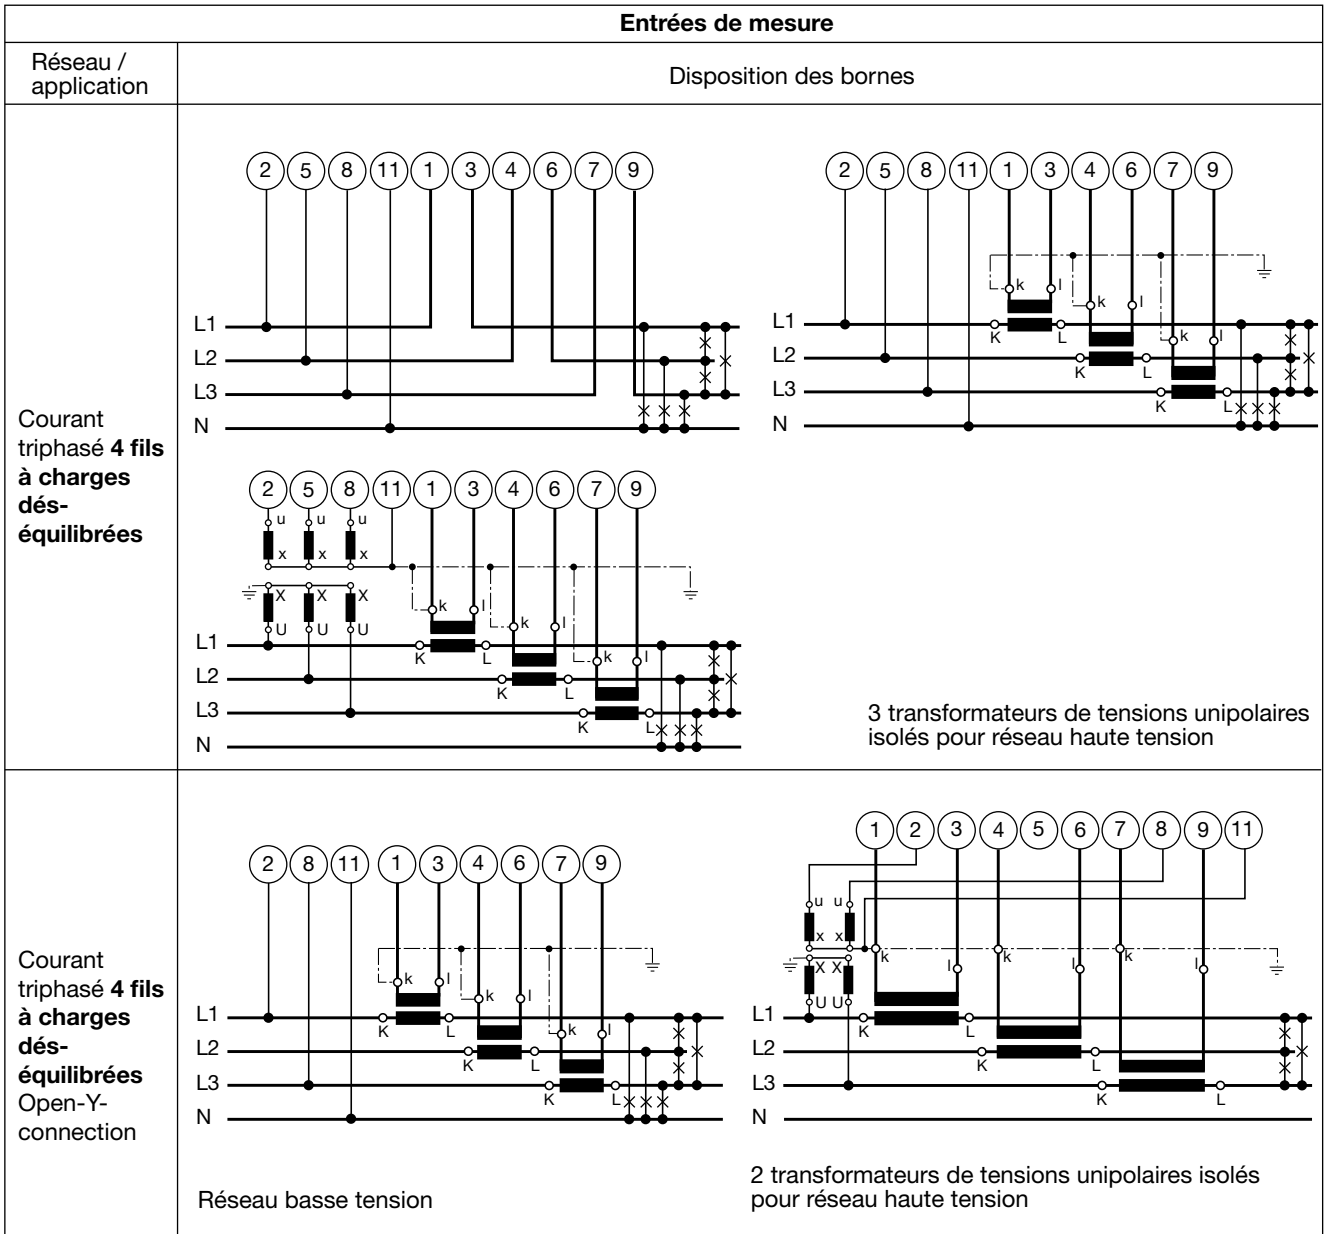 Entrées de mesure
Réseau /
application
Disposition des bornes
Courant
triphasé 4 fils
à charges
dés-
équilibrées
2 5 8 11 1 3 4 6 7 9
L1
L2
L3
N
2 5 8 11 1 3 4 6 7 9
k l
k l
k l
L1 K L
L2 K L
L3 K L
N
2 5 8 11 1 3 4 6 7 9
u u u
x x x
X X X
U U U
k l
k l
k l
L1 K L
L2 K L
L3 K L
N
3 transformateurs de tensions unipolaires
isolés pour réseau haute tension
Courant
triphasé 4 fils
à charges
dés-
équilibrées
Open-Y-
connection
2 8 11 1 3 4 6 7 9
k l
k l
k l
L1 K L
L2 K L
L3 K L
N
Réseau basse tension
1 2 3 4 5 6 7 8 9 11
u u
x x
X X
U U
k l
k l
k l
L1 K L
L2 K L
L3 K L
N
2 transformateurs de tensions unipolaires isolés
pour réseau haute tension